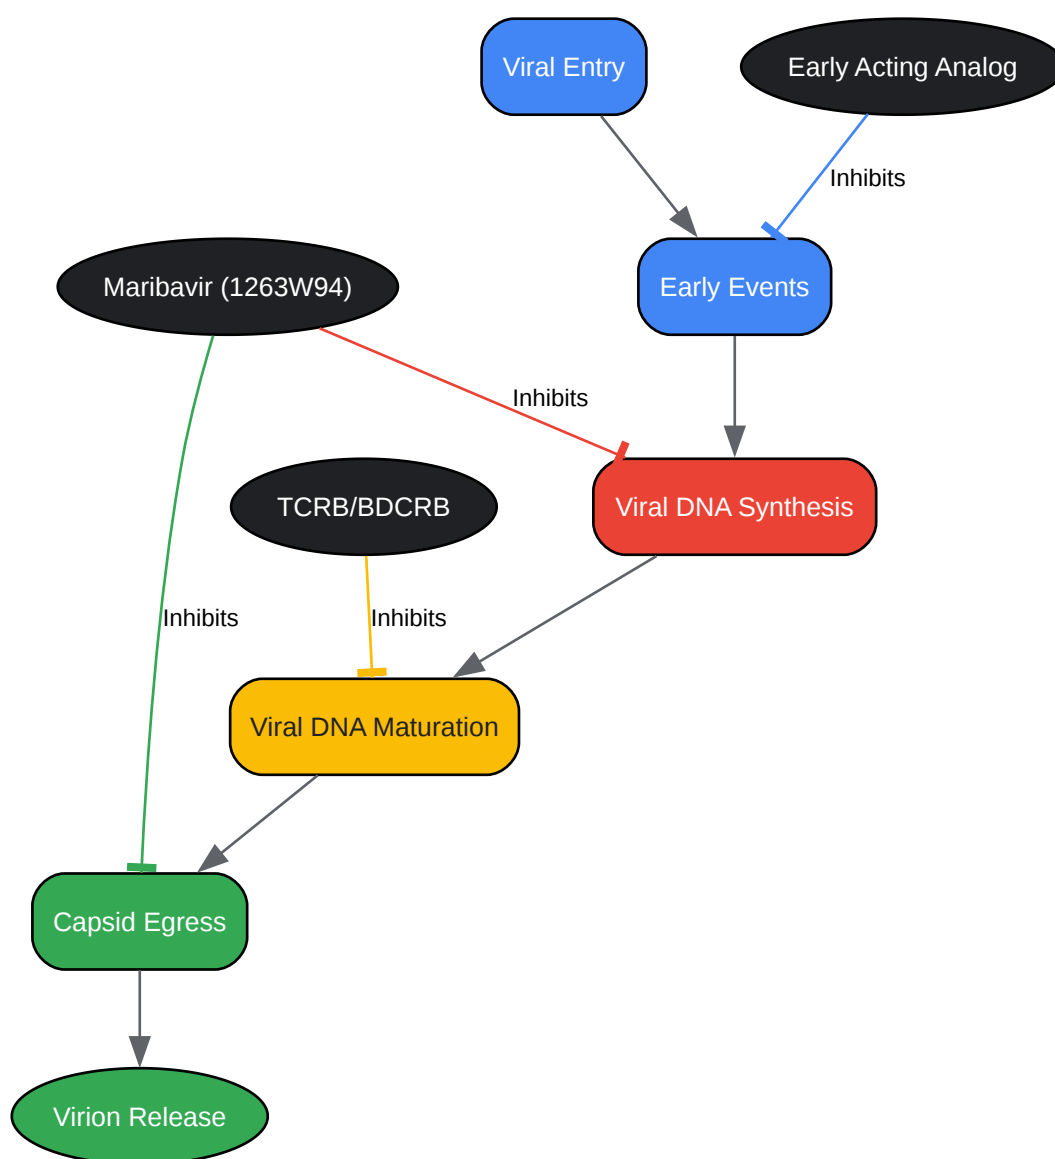 Viral Entry
Early Acting Analog
Inhibits
Maribavir (1263W94)
Early Events
Inhibits
TCRB/BDCRB
Viral DNA Synthesis
Inhibits
Inhibits
Viral DNA Maturation
Capsid Egress
Virion Release